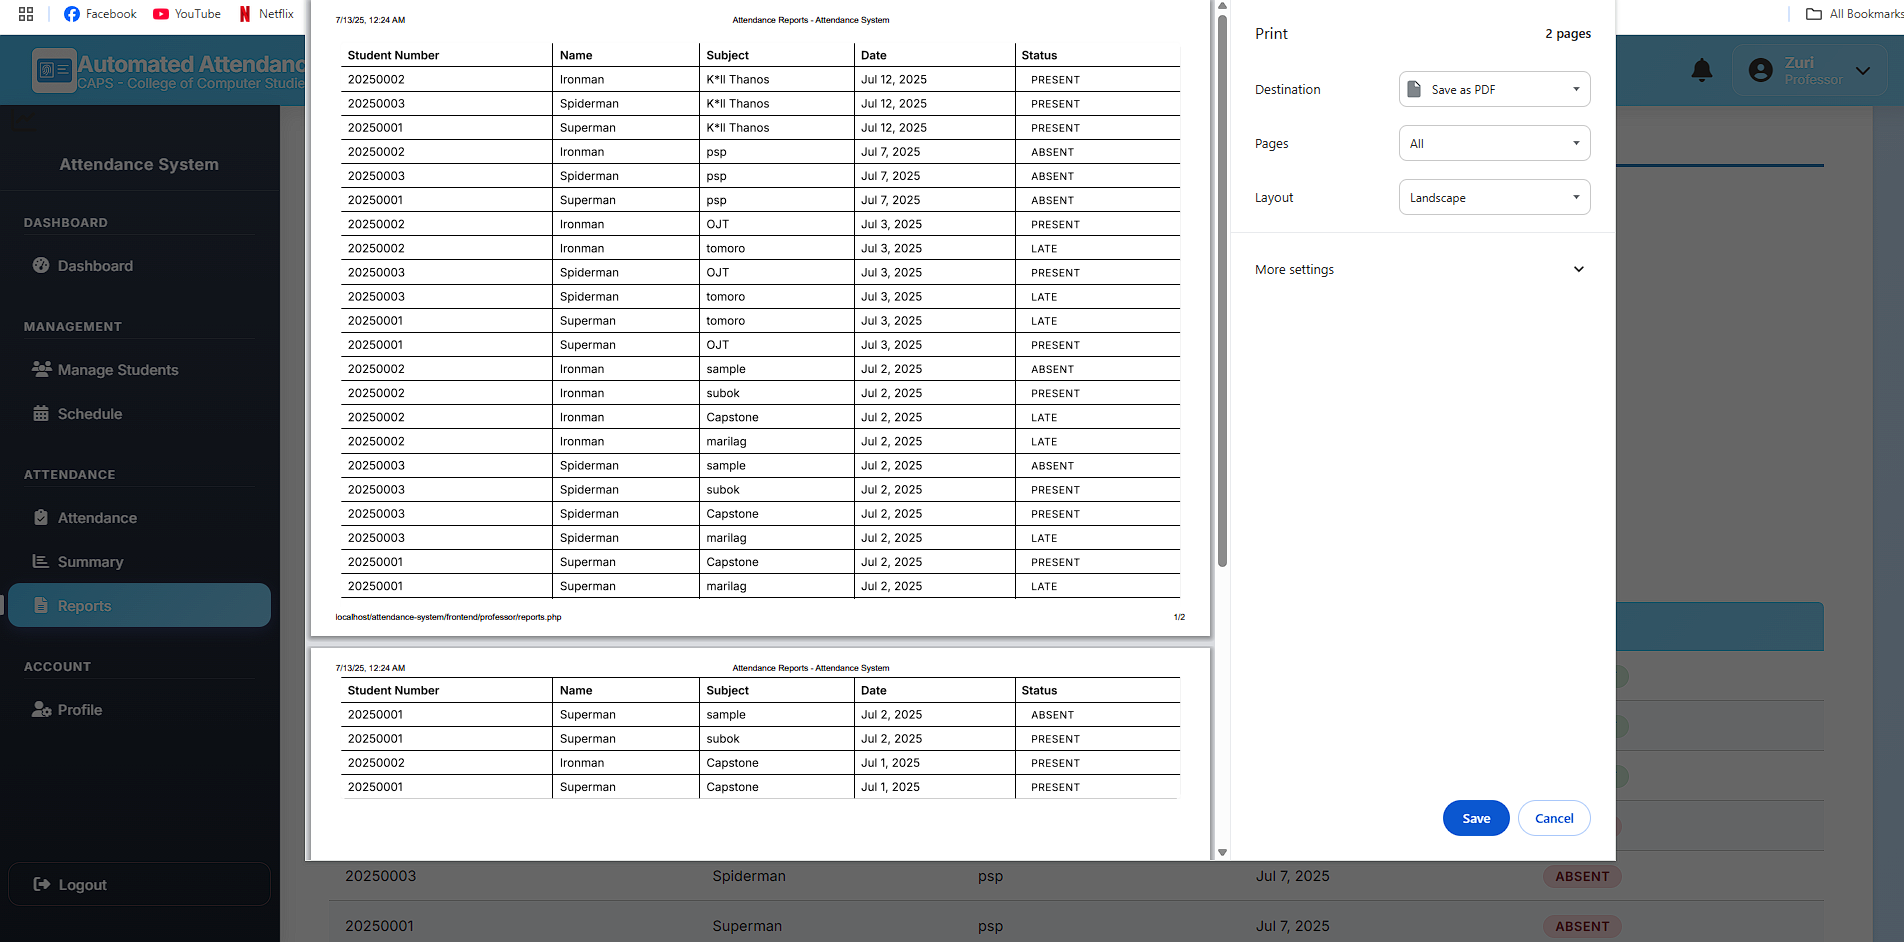 Facebook YouTube Netflix All Bookmarks
Automated Attendanc
CAPS - College of Computer Studie
Zuri
Professor
Attendance System
DASHBOARD
Dashboard
MANAGEMENT
Manage Students
Schedule
ATTENDANCE
Attendance
Summary
Reports
ACCOUNT
Profile
Logout
7/13/25, 12:24 AM Attendance Reports - Attendance System
Student Number Name Subject Date Status
20250002 Ironman K*ll Thanos Jul 12, 2025 PRESENT
20250003 Spiderman K*ll Thanos Jul 12, 2025 PRESENT
20250001 Superman K*ll Thanos Jul 12, 2025 PRESENT
20250002 Ironman psp Jul 7, 2025 ABSENT
20250003 Spiderman psp Jul 7, 2025 ABSENT
20250001 Superman psp Jul 7, 2025 ABSENT
20250002 Ironman OJT Jul 3, 2025 PRESENT
20250002 Ironman tomoro Jul 3, 2025 LATE
20250003 Spiderman OJT Jul 3, 2025 PRESENT
20250003 Spiderman tomoro Jul 3, 2025 LATE
20250001 Superman tomoro Jul 3, 2025 LATE
20250001 Superman OJT Jul 3, 2025 PRESENT
20250002 Ironman sample Jul 2, 2025 ABSENT
20250002 Ironman subok Jul 2, 2025 PRESENT
20250002 Ironman Capstone Jul 2, 2025 LATE
20250002 Ironman marilag Jul 2, 2025 LATE
20250003 Spiderman sample Jul 2, 2025 ABSENT
20250003 Spiderman subok Jul 2, 2025 PRESENT
20250003 Spiderman Capstone Jul 2, 2025 PRESENT
20250003 Spiderman marilag Jul 2, 2025 LATE
20250001 Superman Capstone Jul 2, 2025 PRESENT
20250001 Superman marilag Jul 2, 2025 LATE
localhost/attendance-system/frontend/professor/reports.php 1/2
7/13/25, 12:24 AM Attendance Reports - Attendance System
Student Number Name Subject Date Status
20250001 Superman sample Jul 2, 2025 ABSENT
20250001 Superman subok Jul 2, 2025 PRESENT
20250002 Ironman Capstone Jul 1, 2025 PRESENT
20250001 Superman Capstone Jul 1, 2025 PRESENT
Print 2 pages
Destination Save as PDF
Pages All
Layout Landscape
More settings
Save Cancel
20250003 Spiderman psp Jul 7, 2025 ABSENT
20250001 Superman psp Jul 7, 2025 ABSENT